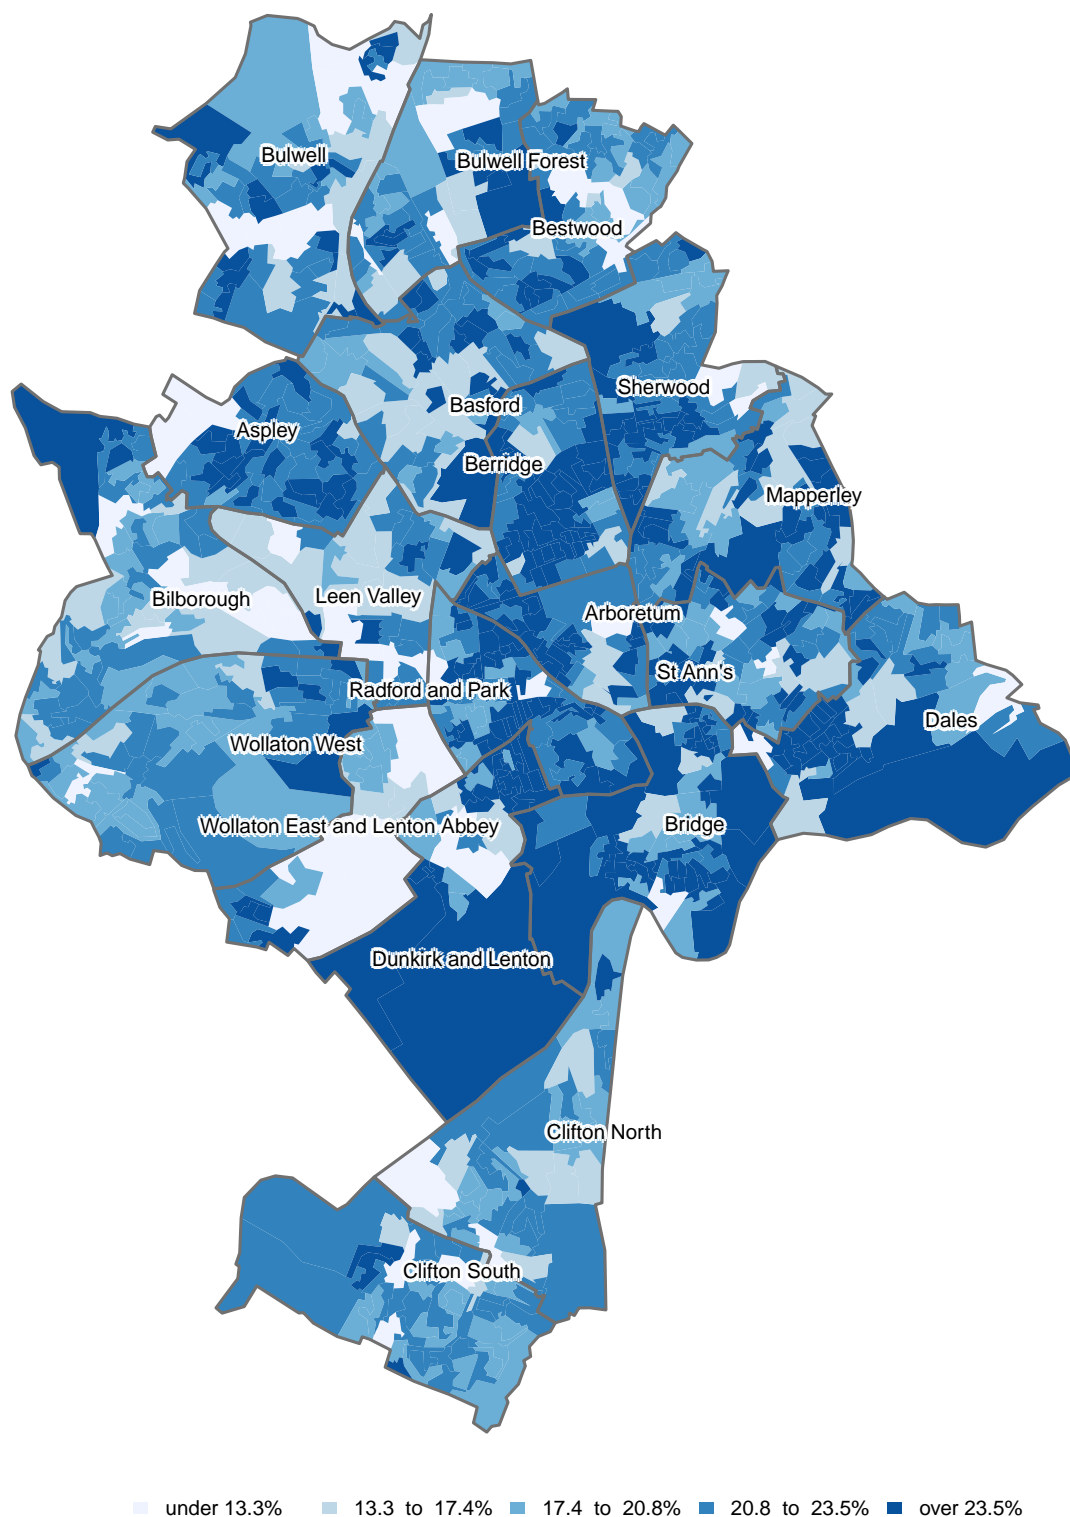 Bulwell
Bulwell Forest
Bestwood
Sherwood
Basford
Aspley
Berridge
Mapperley
Bilborough
Leen Valley
Arboretum
St Ann's
Radford and Park
Dales
Wollaton West
Bridge
Wollaton East and Lenton Abbey
Dunkirk and Lenton
Clifton North
Clifton South
under 13.3% 13.3 to 17.4% 17.4 to 20.8% 20.8 to 23.5% over 23.5%